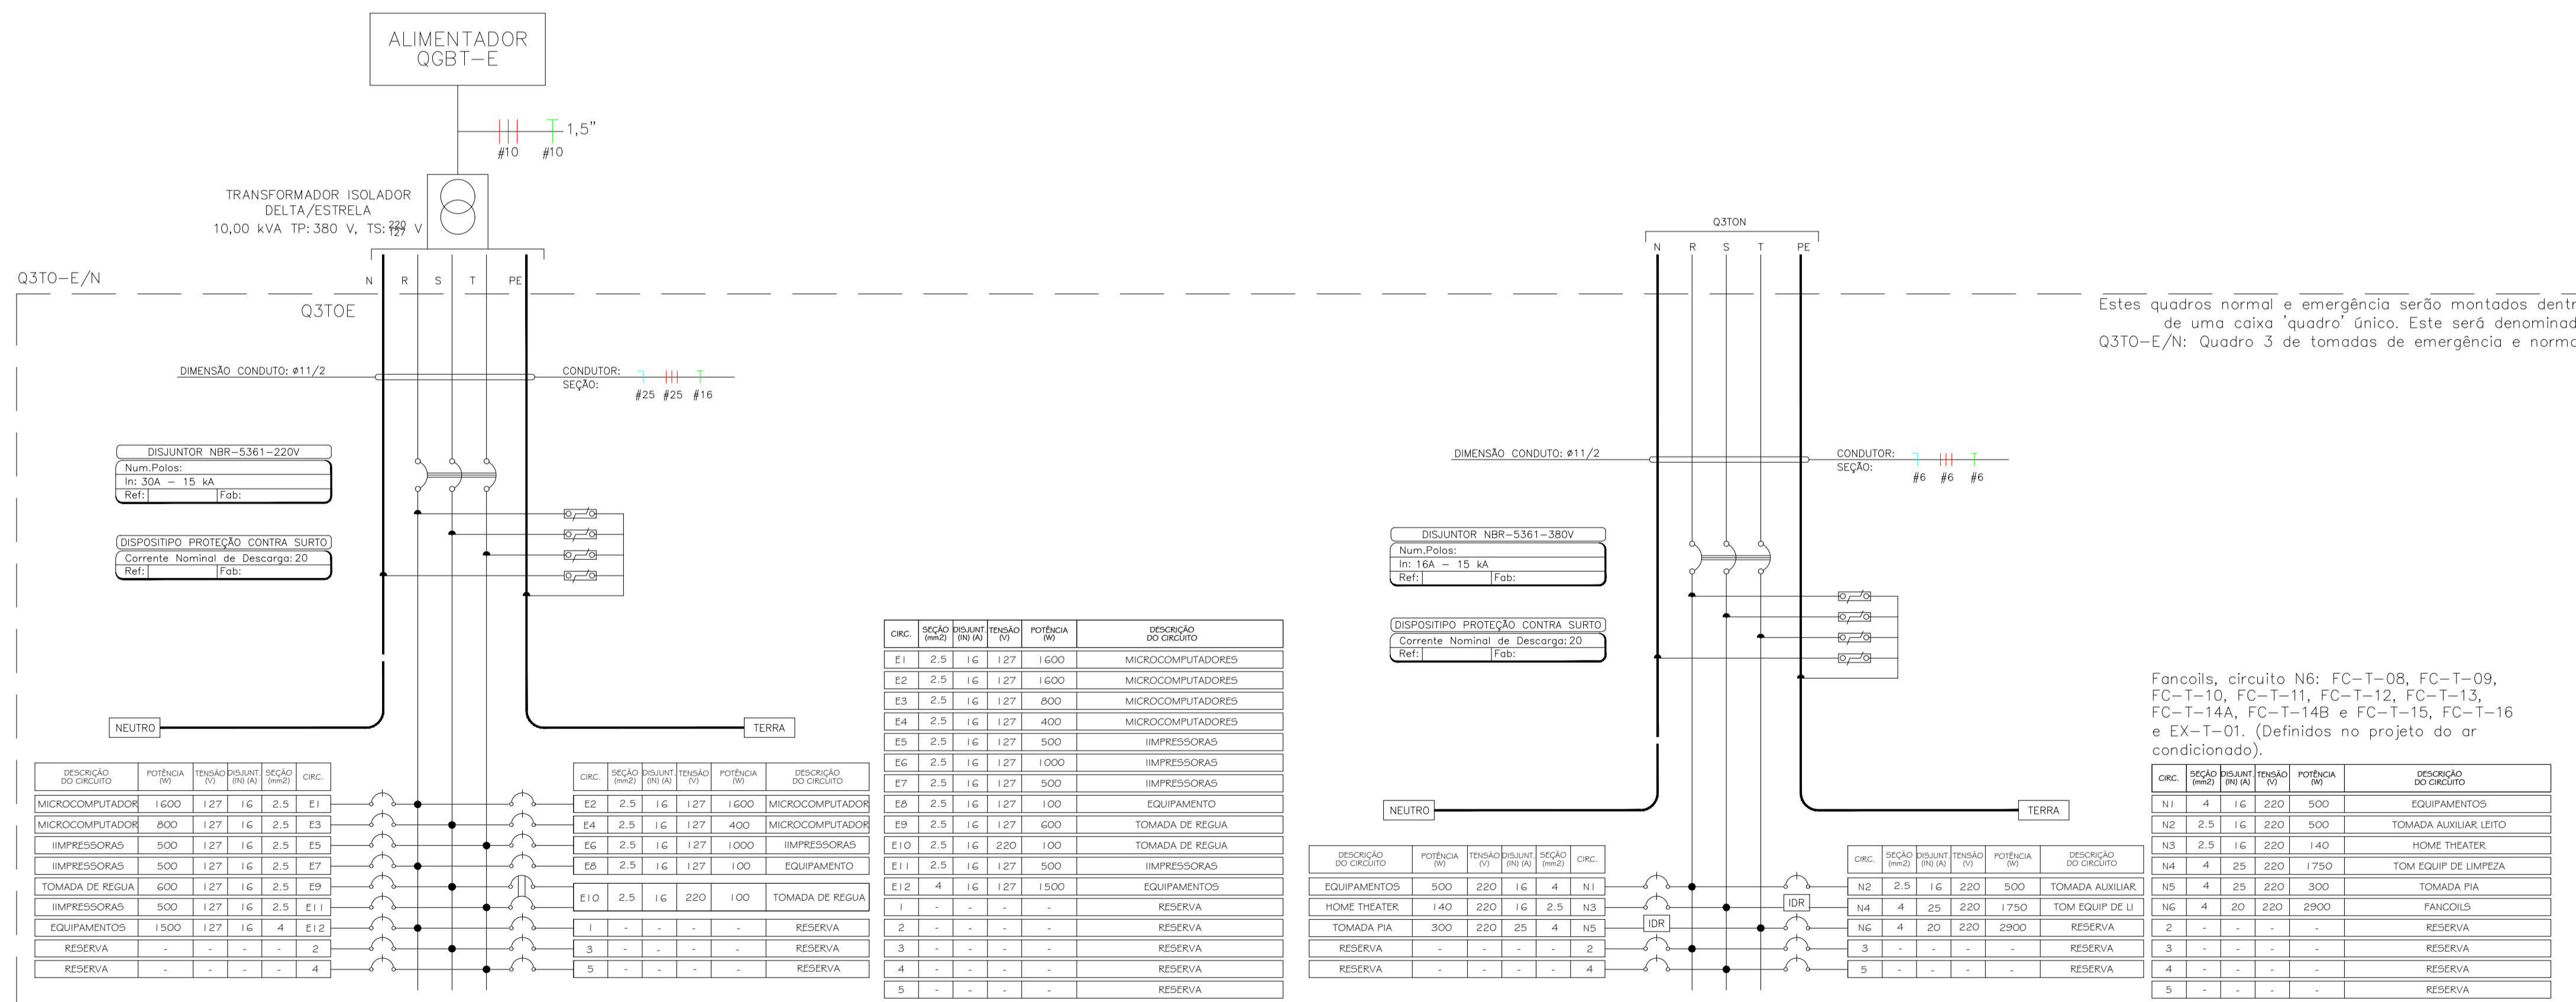 ALIMENTADOR
QGBT-E
1,5"
#10 #10
TRANSFORMADOR ISOLADOR
DELTA/ESTRELA
10,00 kVA TP: 380 V, TS: 220/127 V
Q3TO-E/N
N R S T PE
Q3TOE
DIMENSÃO CONDUTO: ø11/2
CONDUTOR:
SEÇÃO:
#25 #25 #16
DISJUNTOR NBR-5361-220V
Num.Polos:
In: 30A - 15 kA
Ref: Fab:
DISPOSITIPO PROTEÇÃO CONTRA SURTO
Corrente Nominal de Descarga: 20
Ref: Fab:
NEUTRO
TERRA
DESCRIÇÃO DO CIRCUITO POTÊNCIA (W) TENSÃO (V) DISJUNT. (IN) (A) SEÇÃO (mm2) CIRC.
MICROCOMPUTADOR 1600 127 16 2.5 E1
MICROCOMPUTADOR 800 127 16 2.5 E3
IIMPRESSORAS 500 127 16 2.5 E5
IIMPRESSORAS 500 127 16 2.5 E7
TOMADA DE REGUA 600 127 16 2.5 E9
IIMPRESSORAS 500 127 16 2.5 E11
EQUIPAMENTOS 1500 127 16 4 E12
RESERVA - - - - 2
RESERVA - - - - 4
CIRC. SEÇÃO (mm2) DISJUNT. (IN) (A) TENSÃO (V) POTÊNCIA (W) DESCRIÇÃO DO CIRCUITO
E2 2.5 16 127 1600 MICROCOMPUTADOR
E4 2.5 16 127 400 MICROCOMPUTADOR
E6 2.5 16 127 1000 IIMPRESSORAS
E8 2.5 16 127 100 EQUIPAMENTO
E10 2.5 16 220 100 TOMADA DE REGUA
1 - - - - RESERVA
3 - - - - RESERVA
5 - - - - RESERVA
CIRC. SEÇÃO (mm2) DISJUNT. (IN) (A) TENSÃO (V) POTÊNCIA (W) DESCRIÇÃO DO CIRCUITO
E1 2.5 16 127 1600 MICROCOMPUTADORES
E2 2.5 16 127 1600 MICROCOMPUTADORES
E3 2.5 16 127 800 MICROCOMPUTADORES
E4 2.5 16 127 400 MICROCOMPUTADORES
E5 2.5 16 127 500 IIMPRESSORAS
E6 2.5 16 127 1000 IIMPRESSORAS
E7 2.5 16 127 500 IIMPRESSORAS
E8 2.5 16 127 100 EQUIPAMENTO
E9 2.5 16 127 600 TOMADA DE REGUA
E10 2.5 16 220 100 TOMADA DE REGUA
E11 2.5 16 127 500 IIMPRESSORAS
E12 4 16 127 1500 EQUIPAMENTOS
1 - - - - RESERVA
2 - - - - RESERVA
3 - - - - RESERVA
4 - - - - RESERVA
5 - - - - RESERVA
Q3TON
N R S T PE
Estes quadros normal e emergência serão montados dentr
de uma caixa 'quadro' único. Este será denominad
Q3TO-E/N: Quadro 3 de tomadas de emergência e norma
DIMENSÃO CONDUTO: ø11/2
CONDUTOR:
SEÇÃO:
#6 #6 #6
DISJUNTOR NBR-5361-380V
Num.Polos:
In: 16A - 15 kA
Ref: Fab:
DISPOSITIPO PROTEÇÃO CONTRA SURTO
Corrente Nominal de Descarga: 20
Ref: Fab:
NEUTRO
TERRA
DESCRIÇÃO DO CIRCUITO POTÊNCIA (W) TENSÃO (V) DISJUNT. (IN) (A) SEÇÃO (mm2) CIRC.
EQUIPAMENTOS 500 220 16 4 N1
HOME THEATER 140 220 16 2.5 N3
TOMADA PIA 300 220 25 4 N5
RESERVA - - - - 2
RESERVA - - - - 4
IDR
IDR
CIRC. SEÇÃO (mm2) DISJUNT. (IN) (A) TENSÃO (V) POTÊNCIA (W) DESCRIÇÃO DO CIRCUITO
N2 2.5 16 220 500 TOMADA AUXILIAR
N4 4 25 220 1750 TOM EQUIP DE LI
N6 4 20 220 2900 RESERVA
3 - - - - RESERVA
5 - - - - RESERVA
Fancoils, circuito N6: FC-T-08, FC-T-09,
FC-T-10, FC-T-11, FC-T-12, FC-T-13,
FC-T-14A, FC-T-14B e FC-T-15, FC-T-16
e EX-T-01. (Definidos no projeto do ar
condicionado).
CIRC. SEÇÃO (mm2) DISJUNT. (IN) (A) TENSÃO (V) POTÊNCIA (W) DESCRIÇÃO DO CIRCUITO
N1 4 16 220 500 EQUIPAMENTOS
N2 2.5 16 220 500 TOMADA AUXILIAR LEITO
N3 2.5 16 220 140 HOME THEATER
N4 4 25 220 1750 TOM EQUIP DE LIMPEZA
N5 4 25 220 300 TOMADA PIA
N6 4 20 220 2900 FANCOILS
2 - - - - RESERVA
3 - - - - RESERVA
4 - - - - RESERVA
5 - - - - RESERVA